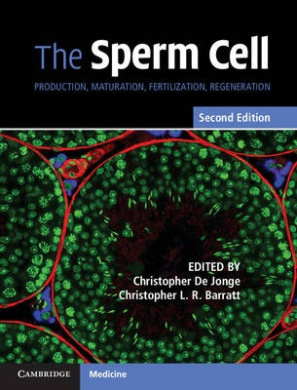 The Sperm Cell
PRODUCTION, MATURATION, FERTILIZATION, REGENERATION
Second Edition
EDITED BY
Christopher De Jonge
Christopher L. R. Barratt
CAMBRIDGE
Medicine